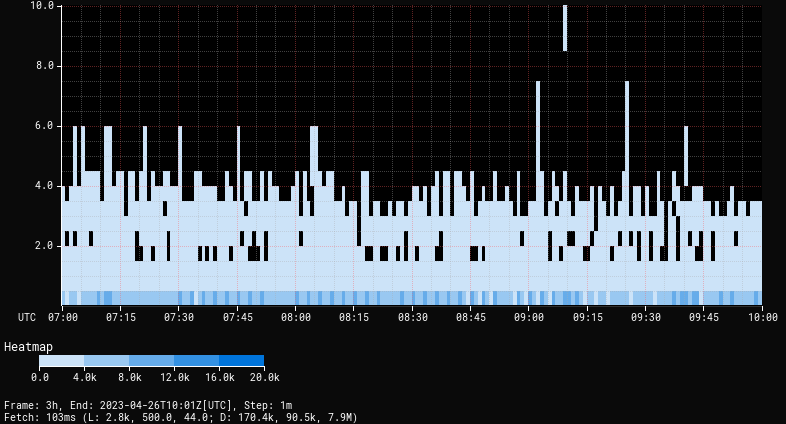 10.0
8.0
6.0
4.0
2.0
UTC 07:00 07:15 07:30 07:45 08:00 08:15 08:30 08:45 09:00 09:15 09:30 09:45 10:00
Heatmap
0.0 4.0k 8.0k 12.0k 16.0k 20.0k
Frame: 3h, End: 2023-04-26T10:01Z[UTC], Step: 1m
Fetch: 103ms (L: 2.8k, 500.0, 44.0; D: 170.4k, 90.5k, 7.9M)